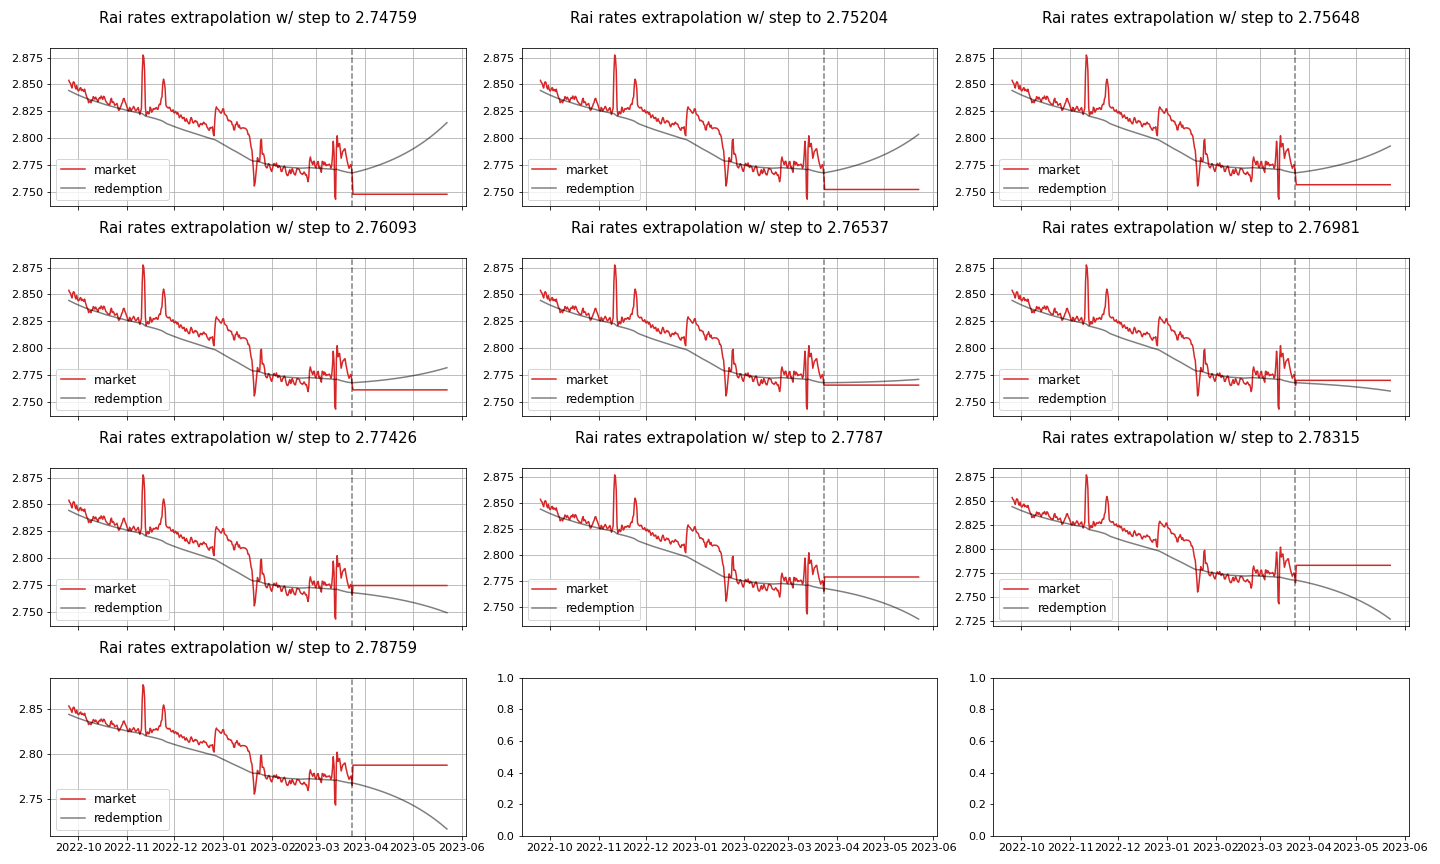 Rai rates extrapolation w/ step to 2.74759
Rai rates extrapolation w/ step to 2.75204
Rai rates extrapolation w/ step to 2.75648
2.875
2.850
2.825
2.800
2.775
2.750
market
redemption
2.875
2.850
2.825
2.800
2.775
2.750
market
redemption
2.875
2.850
2.825
2.800
2.775
2.750
market
redemption
Rai rates extrapolation w/ step to 2.76093
Rai rates extrapolation w/ step to 2.76537
Rai rates extrapolation w/ step to 2.76981
2.875
2.850
2.825
2.800
2.775
2.750
market
redemption
2.875
2.850
2.825
2.800
2.775
2.750
market
redemption
2.875
2.850
2.825
2.800
2.775
2.750
market
redemption
Rai rates extrapolation w/ step to 2.77426
Rai rates extrapolation w/ step to 2.7787
Rai rates extrapolation w/ step to 2.78315
2.875
2.850
2.825
2.800
2.775
2.750
market
redemption
2.875
2.850
2.825
2.800
2.775
2.750
market
redemption
2.875
2.850
2.825
2.800
2.775
2.750
2.725
market
redemption
Rai rates extrapolation w/ step to 2.78759
2.85
2.80
2.75
market
redemption
2022-10 2022-11 2022-12 2023-01 2023-02 2023-03 2023-04 2023-05 2023-06
1.0
0.8
0.6
0.4
0.2
0.0
2022-10 2022-11 2022-12 2023-01 2023-02 2023-03 2023-04 2023-05 2023-06
1.0
0.8
0.6
0.4
0.2
0.0
2022-10 2022-11 2022-12 2023-01 2023-02 2023-03 2023-04 2023-05 2023-06